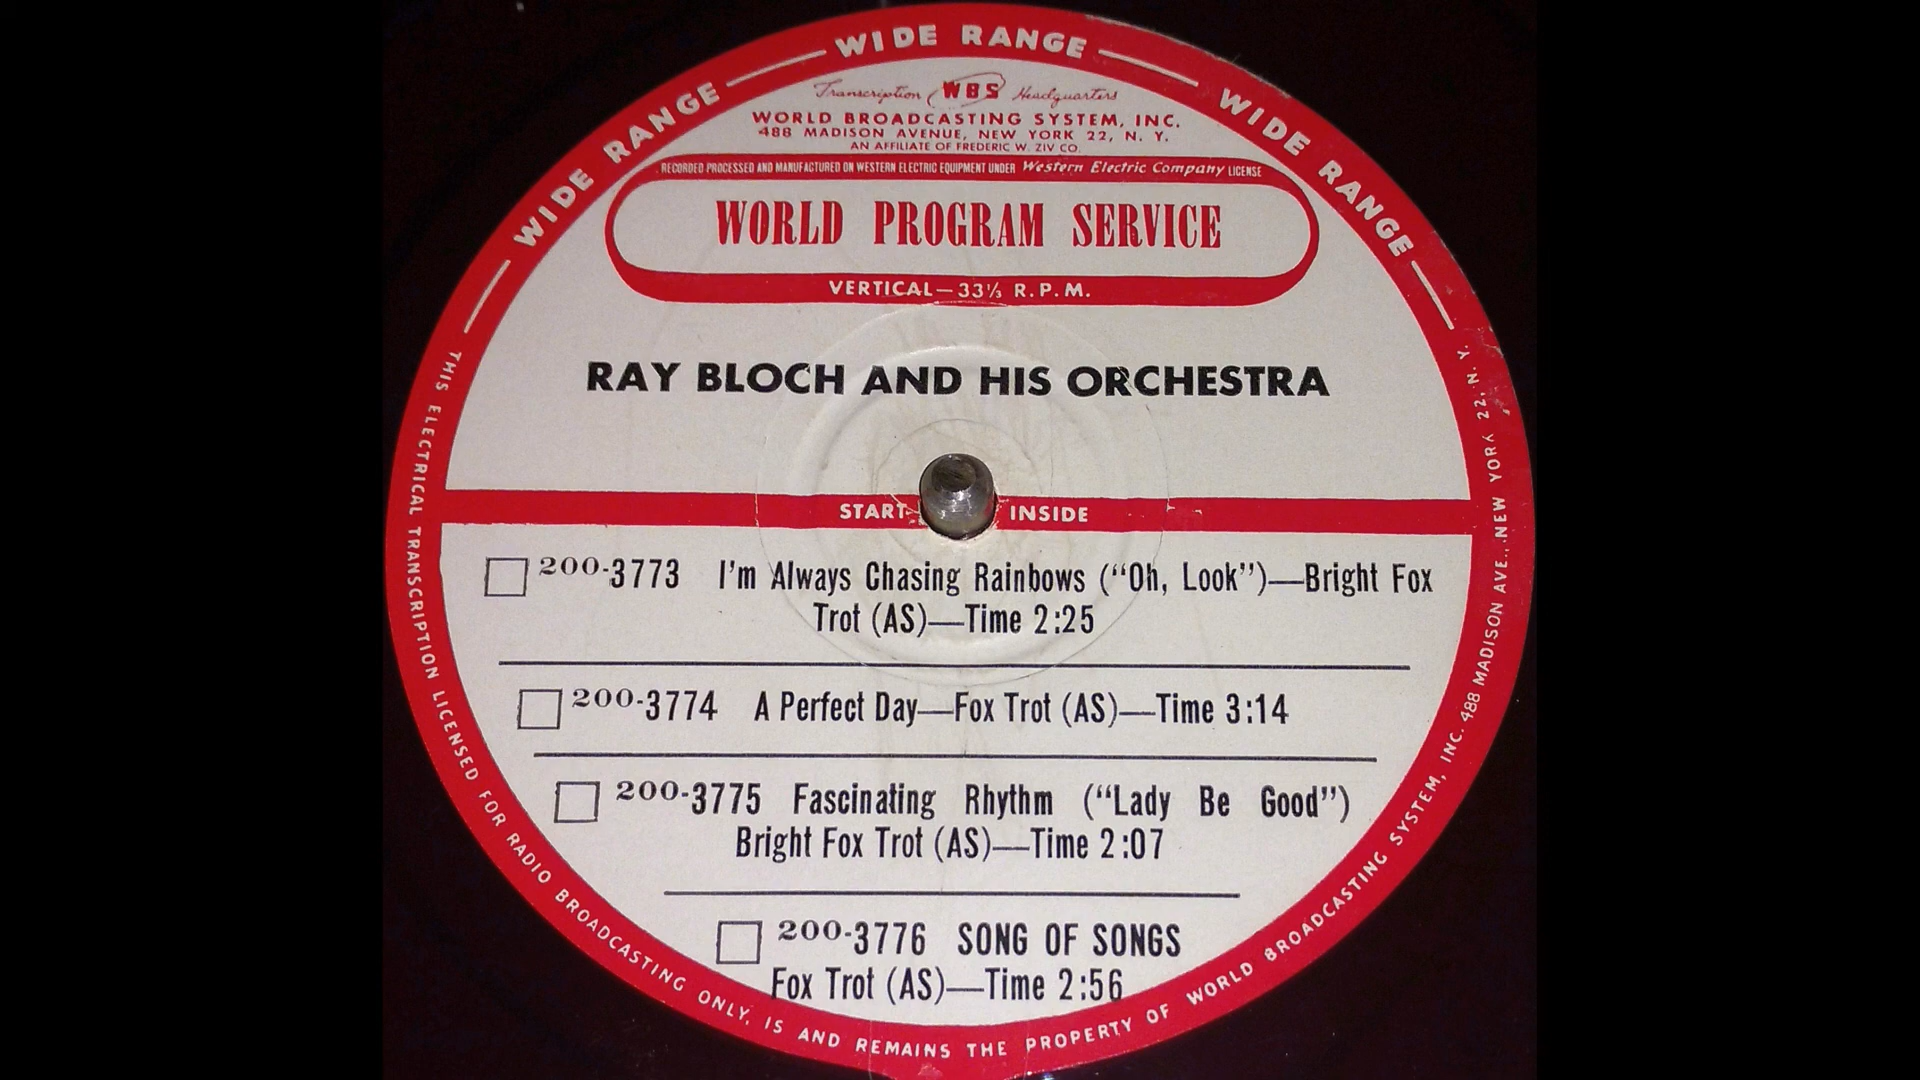 WIDE RANGE — WIDE RANGE — WIDE RANGE
Transcription WBS Headquarters
WORLD BROADCASTING SYSTEM, INC.
488 MADISON AVENUE, NEW YORK 22, N. Y.
AN AFFILIATE OF FREDERIC W. ZIV CO.
RECORDED PROCESSED AND MANUFACTURED ON WESTERN ELECTRIC EQUIPMENT UNDER Western Electric Company LICENSE
WORLD PROGRAM SERVICE
VERTICAL—33⅓ R.P.M.
RAY BLOCH AND HIS ORCHESTRA
START INSIDE
200-3773 I'm Always Chasing Rainbows (“Oh, Look”)—Bright Fox
Trot (AS)—Time 2:25
200-3774 A Perfect Day—Fox Trot (AS)—Time 3:14
200-3775 Fascinating Rhythm (“Lady Be Good”)
Bright Fox Trot (AS)—Time 2:07
200-3776 SONG OF SONGS
Fox Trot (AS)—Time 2:56
THIS ELECTRICAL TRANSCRIPTION LICENSED FOR RADIO BROADCASTING ONLY, IS AND REMAINS THE PROPERTY OF WORLD BROADCASTING SYSTEM, INC. 488 MADISON AVE., NEW YORK 22, N. Y.